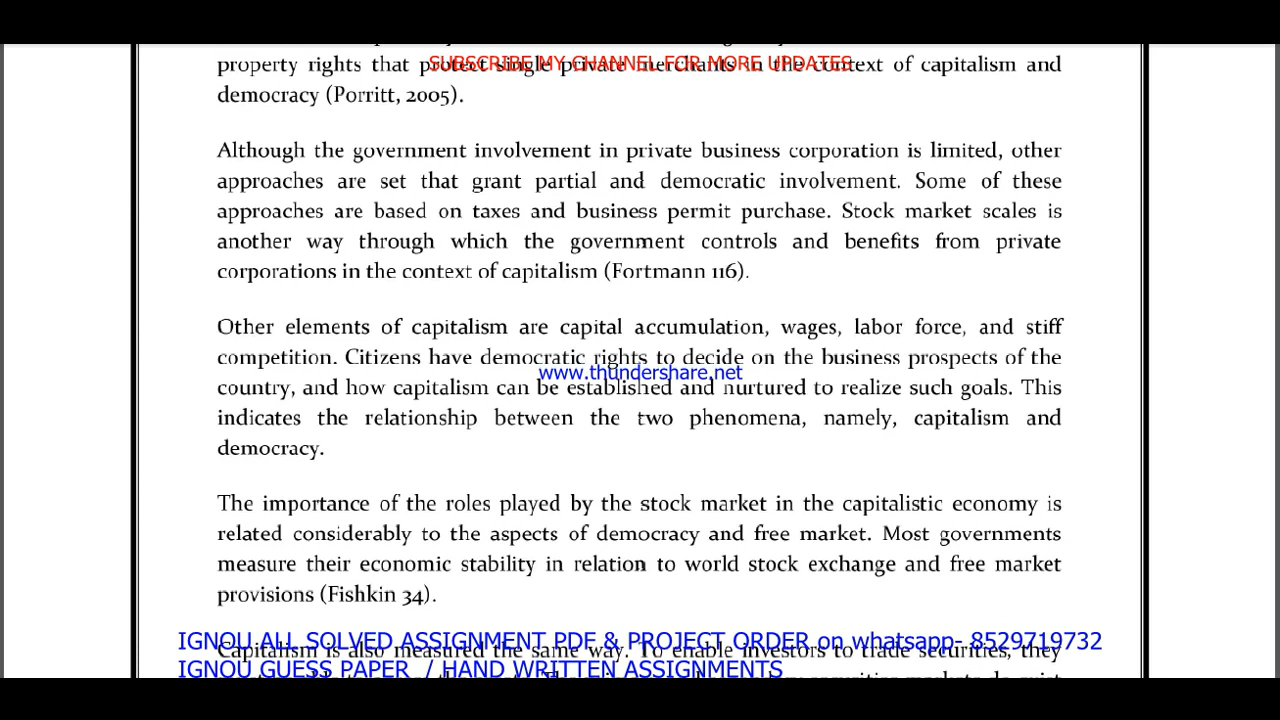 SUBSCRIBE MY CHANNEL FOR MORE UPDATES
property rights that protect single private merchants in the context of capitalism and
democracy (Porritt, 2005).
Although the government involvement in private business corporation is limited, other
approaches are set that grant partial and democratic involvement. Some of these
approaches are based on taxes and business permit purchase. Stock market scales is
another way through which the government controls and benefits from private
corporations in the context of capitalism (Fortmann 116).
Other elements of capitalism are capital accumulation, wages, labor force, and stiff
competition. Citizens have democratic rights to decide on the business prospects of the
www.thundershare.net
country, and how capitalism can be established and nurtured to realize such goals. This
indicates the relationship between the two phenomena, namely, capitalism and
democracy.
The importance of the roles played by the stock market in the capitalistic economy is
related considerably to the aspects of democracy and free market. Most governments
measure their economic stability in relation to world stock exchange and free market
provisions (Fishkin 34).
IGNOU ALL SOLVED ASSIGNMENT PDF & PROJECT ORDER on whatsapp- 8529719732
Capitalism is also measured the same way. To enable investors to trade securities, they
IGNOU GUESS PAPER / HAND WRITTEN ASSIGNMENTS